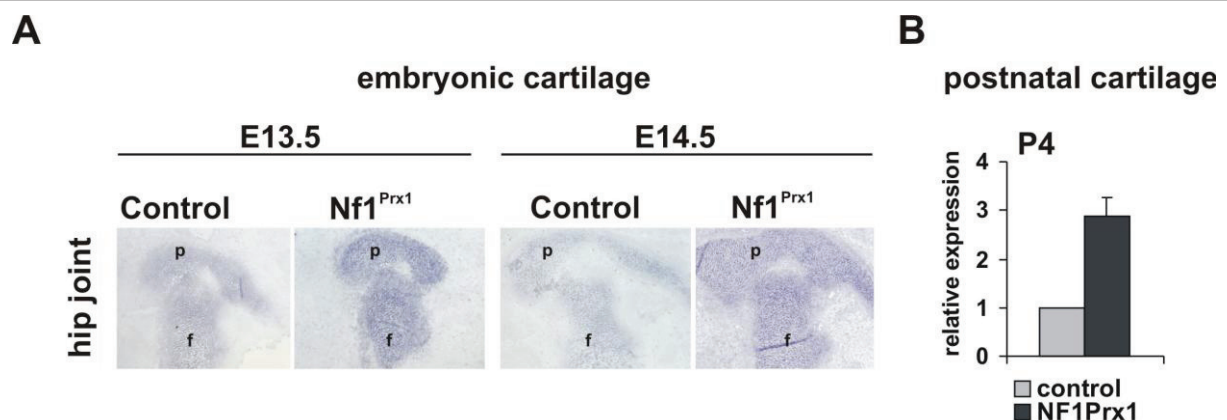 A
embryonic cartilage
E13.5
E14.5
Control
Nf1Prx1
Control
Nf1Prx1
hip joint
p
f
p
f
p
f
p
f
B
postnatal cartilage
P4
relative expression
4
3
2
1
0
control
NF1Prx1